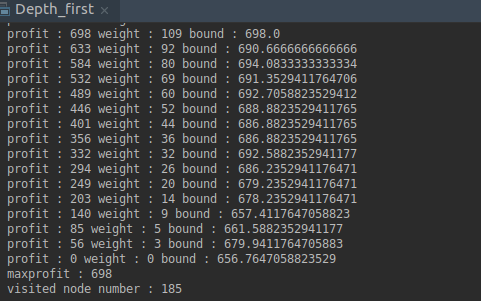 Depth_first
profit : 698 weight : 109 bound : 698.0
profit : 633 weight : 92 bound : 690.6666666666666
profit : 584 weight : 80 bound : 694.0833333333334
profit : 532 weight : 69 bound : 691.3529411764706
profit : 489 weight : 60 bound : 692.7058823529412
profit : 446 weight : 52 bound : 688.8823529411765
profit : 401 weight : 44 bound : 686.8823529411765
profit : 356 weight : 36 bound : 686.8823529411765
profit : 332 weight : 32 bound : 692.5882352941177
profit : 294 weight : 26 bound : 686.2352941176471
profit : 249 weight : 20 bound : 679.2352941176471
profit : 203 weight : 14 bound : 678.2352941176471
profit : 140 weight : 9 bound : 657.4117647058823
profit : 85 weight : 5 bound : 661.5882352941177
profit : 56 weight : 3 bound : 679.9411764705883
profit : 0 weight : 0 bound : 656.7647058823529
maxprofit : 698
visited node number : 185